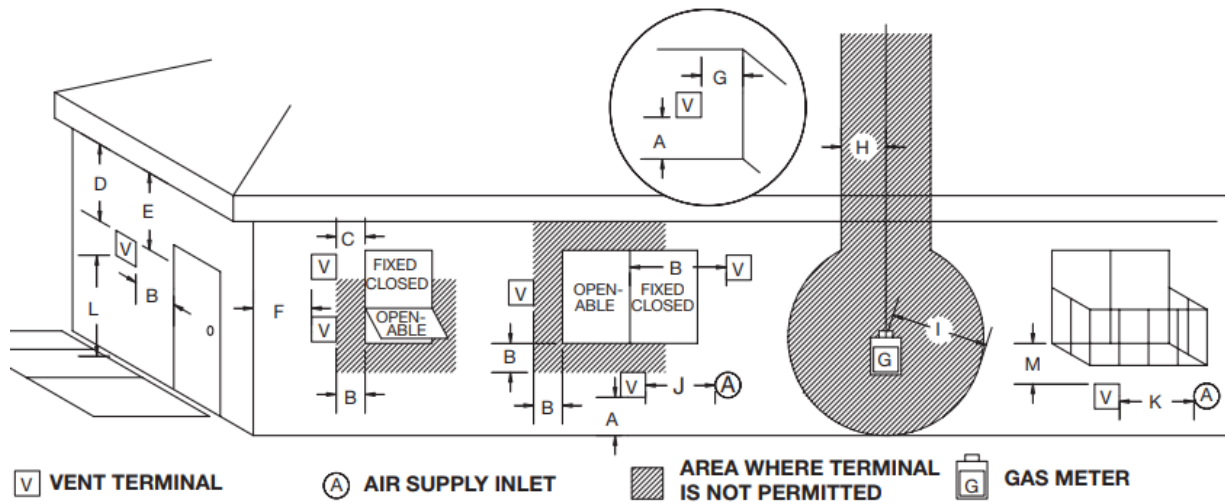 G
V
A
H
D
E
C
V
B
L
F
V
V
FIXED
CLOSED
OPEN-
ABLE
B
V
OPEN-
ABLE
FIXED
CLOSED
B
V
B
B
V
J
A
A
I
G
M
V
K
A
V VENT TERMINAL
A AIR SUPPLY INLET
AREA WHERE TERMINAL
IS NOT PERMITTED
G GAS METER